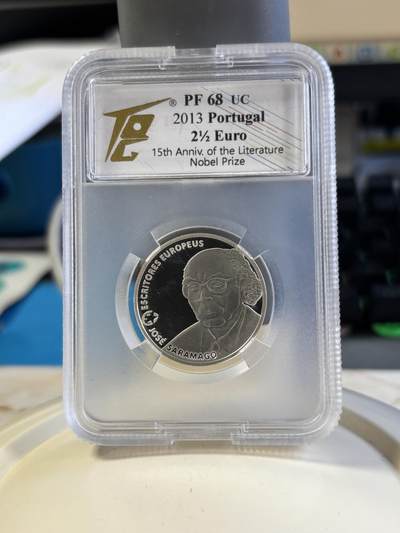 TQG ® PF 68 UC
2013 Portugal
2½ Euro
15th Anniv. of the Literature
Nobel Prize
ESCRITORES EUROPEUS
JOSÉ SARAMAGO